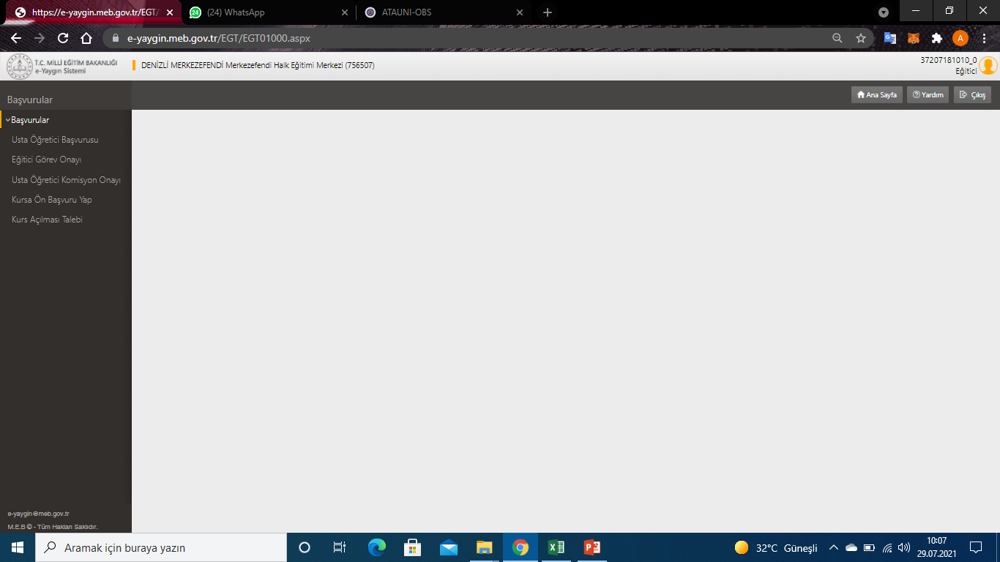 https://e-yaygin.meb.gov.tr/EGT/
(24) WhatsApp
ATAUNI-OBS
e-yaygin.meb.gov.tr/EGT/EGT01000.aspx
A
T.C. MİLLİ EĞİTİM BAKANLIĞI
e-Yaygın Sistemi
DENİZLİ MERKEZEFENDİ Merkezefendi Halk Eğitimi Merkezi (756507)
37207181010_0
Eğitici
Başvurular
Ana Sayfa
Yardım
Çıkış
Başvurular
Usta Öğretici Başvurusu
Eğitici Görev Onayı
Usta Öğretici Komisyon Onayı
Kursa Ön Başvuru Yap
Kurs Açılması Talebi
e-yaygin@meb.gov.tr
M.E.B © - Tüm Hakları Saklıdır.
Aramak için buraya yazın
32°C Güneşli
10:07
29.07.2021